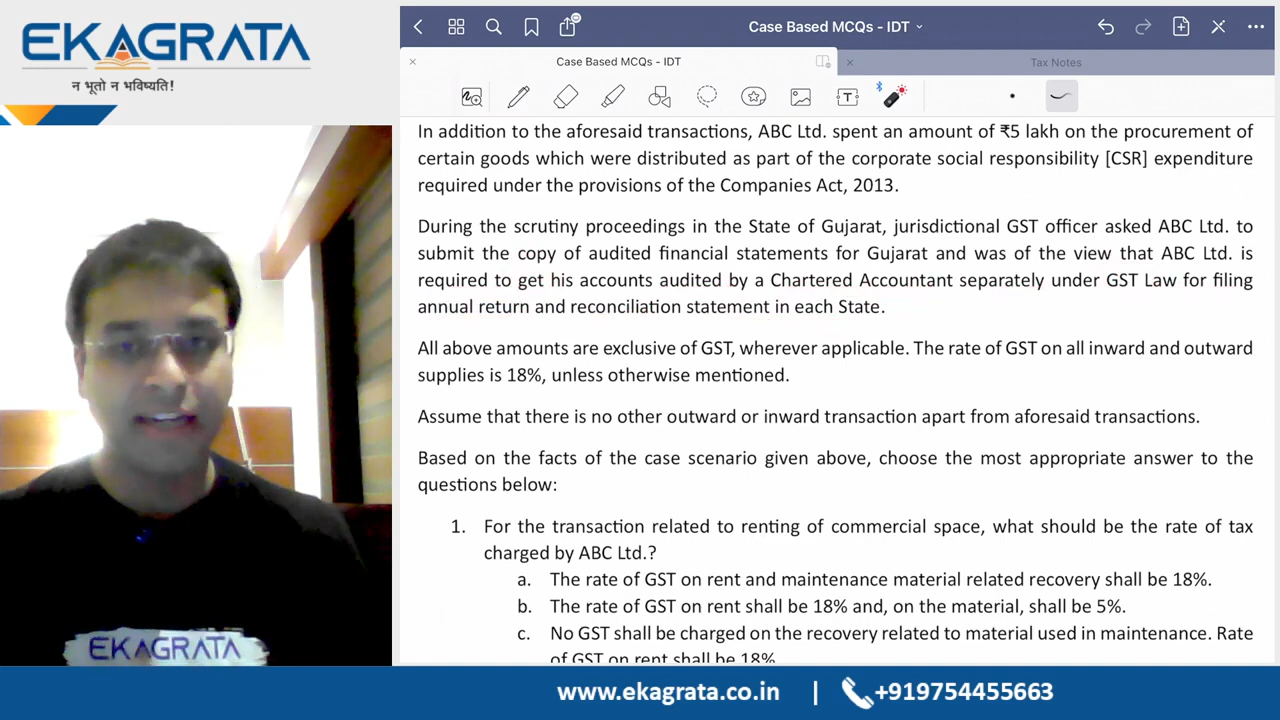 EKAGRATA
न भूतो न भविष्यति!
Case Based MCQs - IDT
Case Based MCQs - IDT
Tax Notes
In addition to the aforesaid transactions, ABC Ltd. spent an amount of ₹5 lakh on the procurement of
certain goods which were distributed as part of the corporate social responsibility [CSR] expenditure
required under the provisions of the Companies Act, 2013.
During the scrutiny proceedings in the State of Gujarat, jurisdictional GST officer asked ABC Ltd. to
submit the copy of audited financial statements for Gujarat and was of the view that ABC Ltd. is
required to get his accounts audited by a Chartered Accountant separately under GST Law for filing
annual return and reconciliation statement in each State.
All above amounts are exclusive of GST, wherever applicable. The rate of GST on all inward and outward
supplies is 18%, unless otherwise mentioned.
Assume that there is no other outward or inward transaction apart from aforesaid transactions.
Based on the facts of the case scenario given above, choose the most appropriate answer to the
questions below:
1. For the transaction related to renting of commercial space, what should be the rate of tax
charged by ABC Ltd.?
a. The rate of GST on rent and maintenance material related recovery shall be 18%.
b. The rate of GST on rent shall be 18% and, on the material, shall be 5%.
c. No GST shall be charged on the recovery related to material used in maintenance. Rate
of GST on rent shall be 18%
EKAGRATA
www.ekagrata.co.in | +919754455663